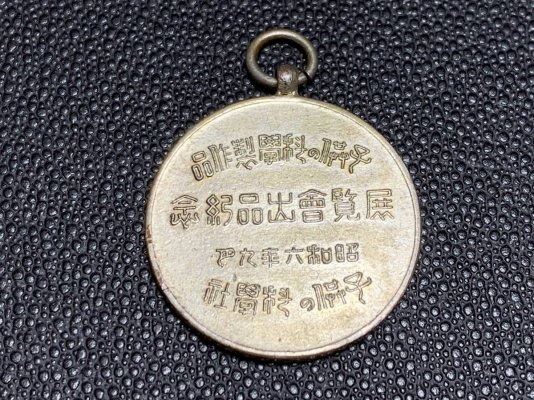 子供の科學製作品
展覽會出品紀念
昭和六年九月
子供の科學社